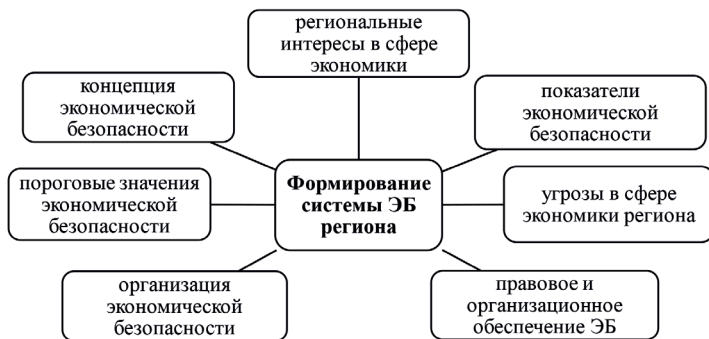 региональные
интересы в сфере
экономики
концепция
экономической
безопасности
показатели
экономической
безопасности
пороговые значения
экономической
безопасности
Формирование
системы ЭБ
региона
угрозы в сфере
экономики региона
организация
экономической
безопасности
правовое и
организационное
обеспечение ЭБ